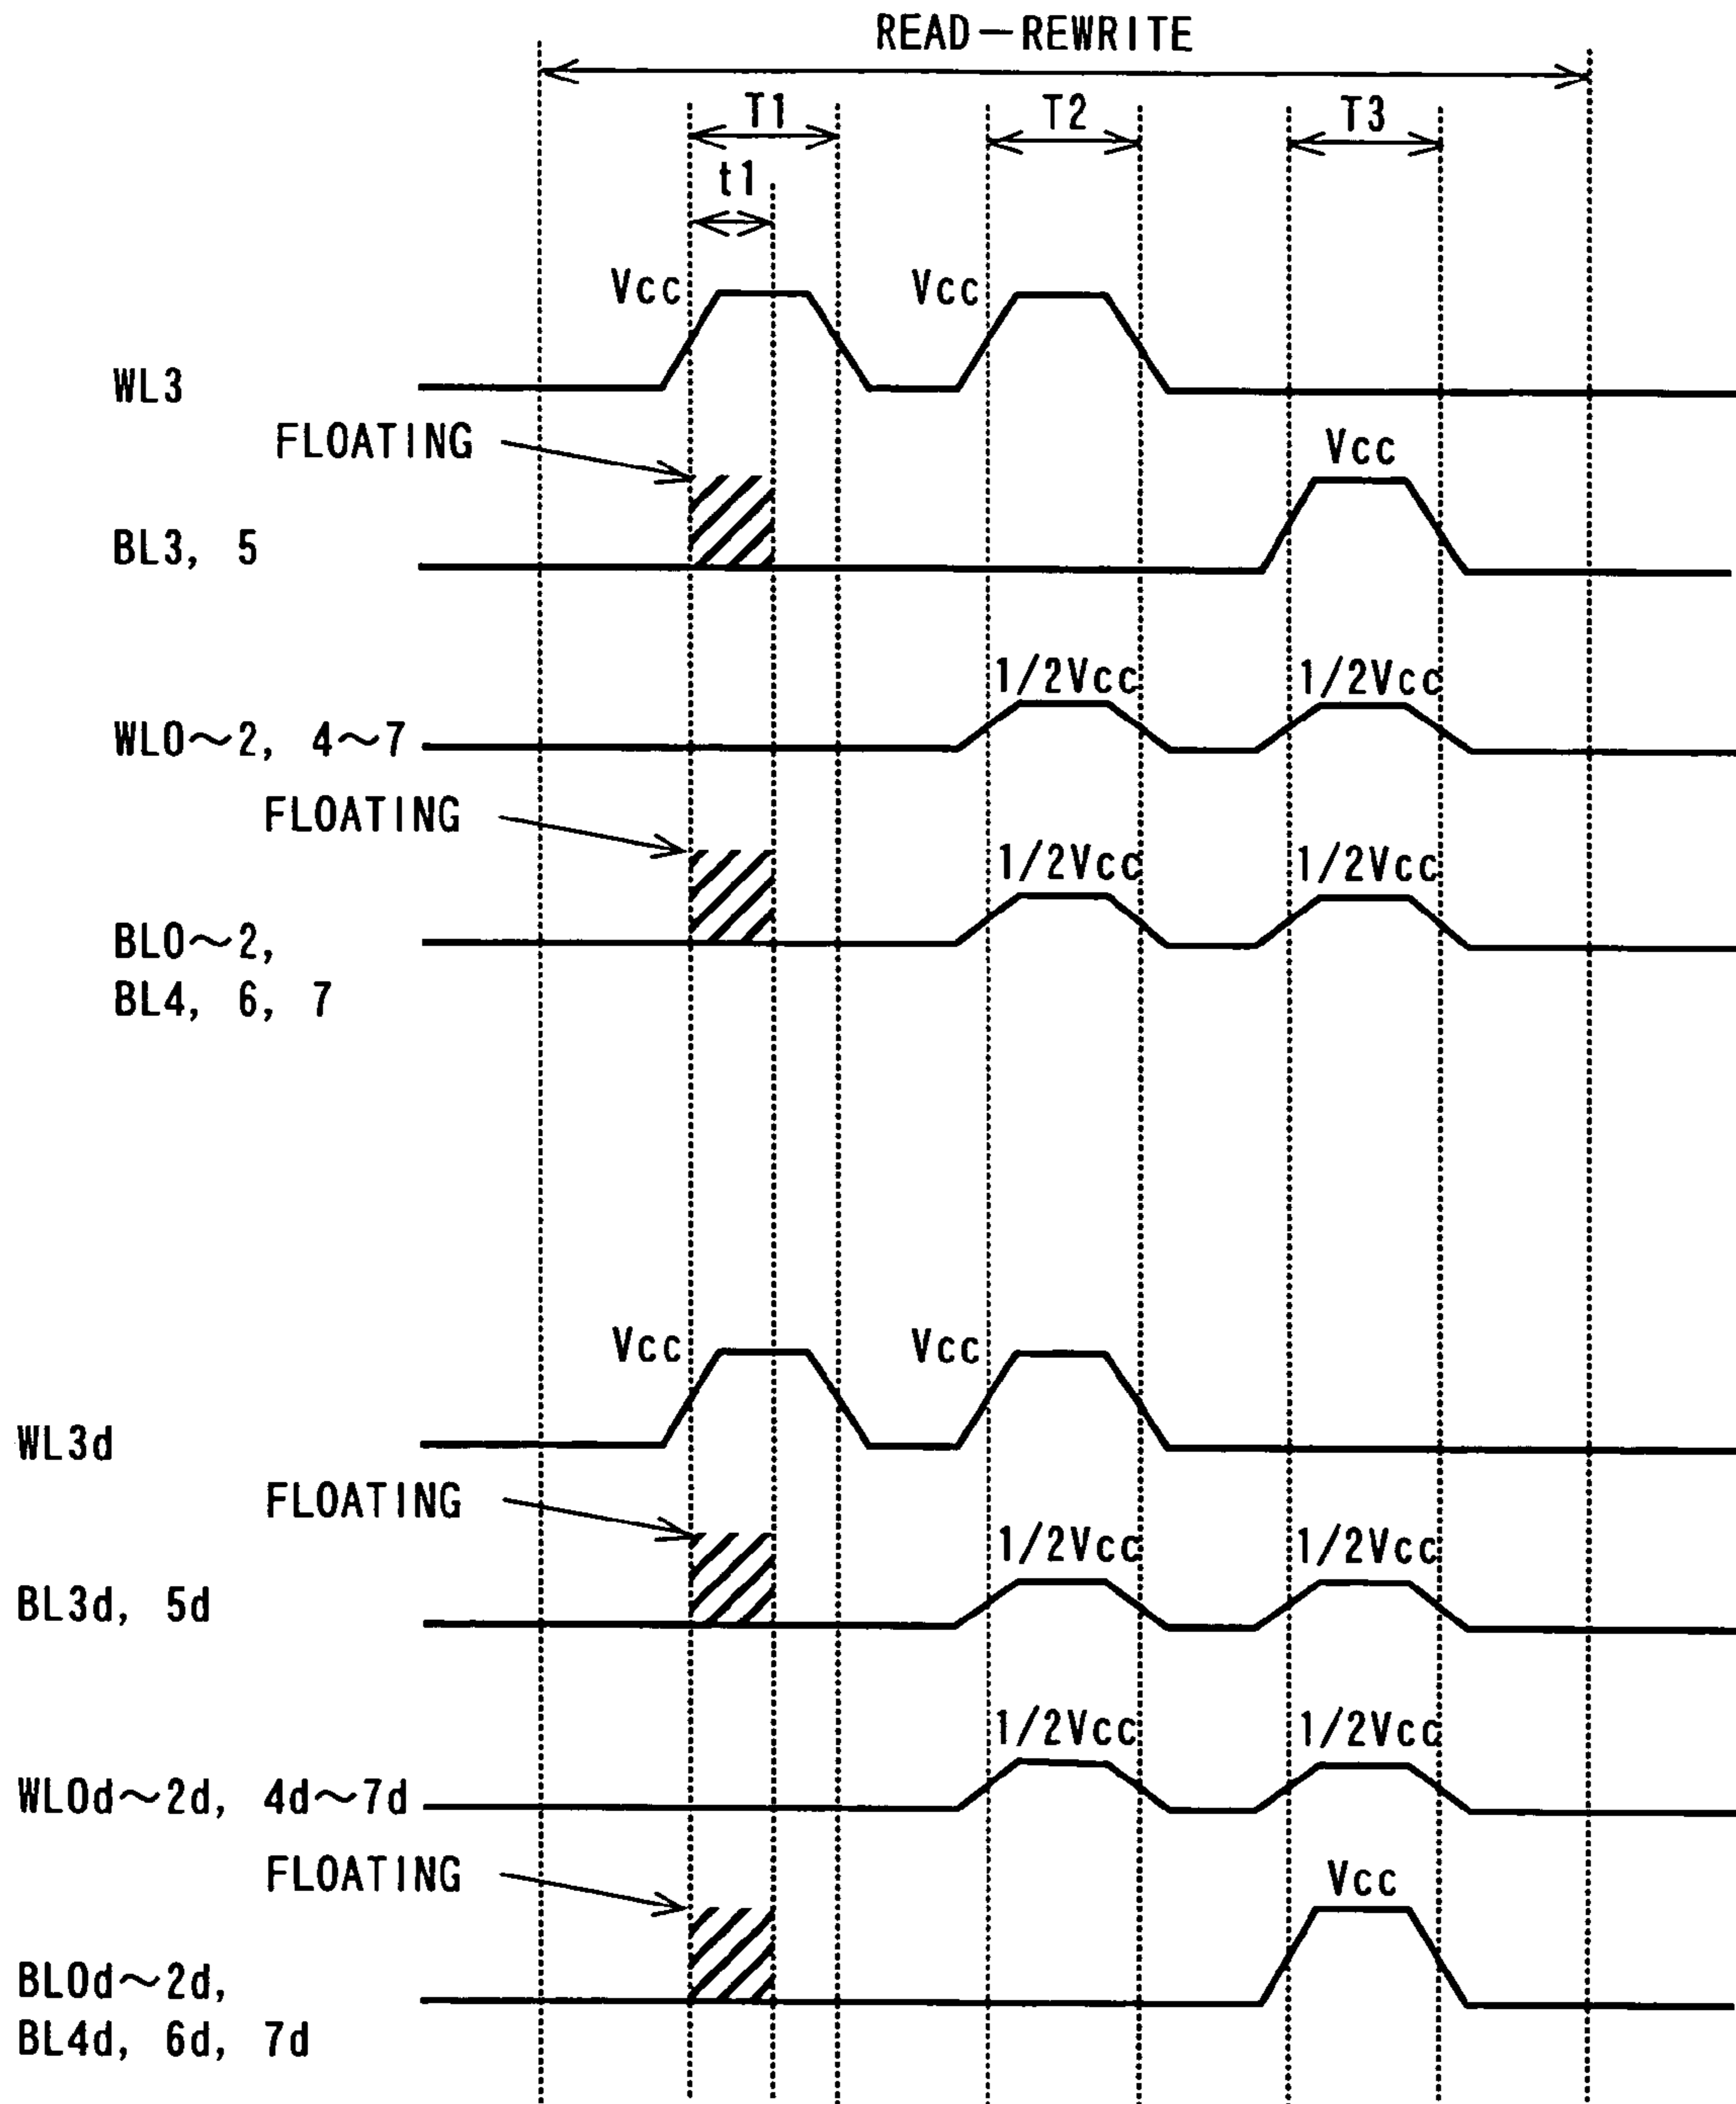 READ—REWRITE
T1 T2 T3
t1
Vcc Vcc
WL3
FLOATING
Vcc
BL3, 5
1/2Vcc 1/2Vcc
WL0〜2, 4〜7
FLOATING
1/2Vcc 1/2Vcc
BL0〜2,
BL4, 6, 7
Vcc Vcc
WL3d
FLOATING
1/2Vcc 1/2Vcc
BL3d, 5d
1/2Vcc 1/2Vcc
WL0d〜2d, 4d〜7d
FLOATING
Vcc
BL0d〜2d,
BL4d, 6d, 7d